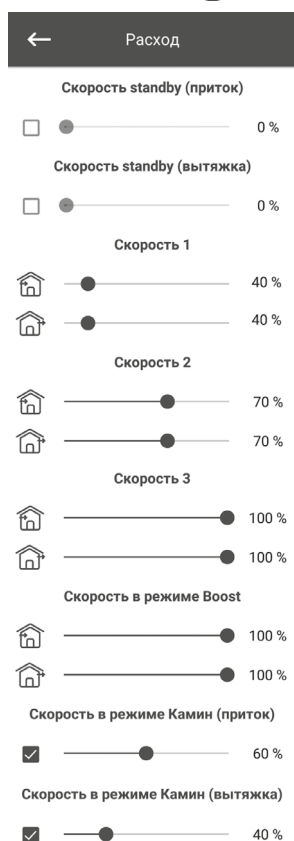 Расход
Скорость standby (приток)
0 %
Скорость standby (вытяжка)
0 %
Скорость 1
40 %
40 %
Скорость 2
70 %
70 %
Скорость 3
100 %
100 %
Скорость в режиме Boost
100 %
100 %
Скорость в режиме Камин (приток)
60 %
Скорость в режиме Камин (вытяжка)
40 %